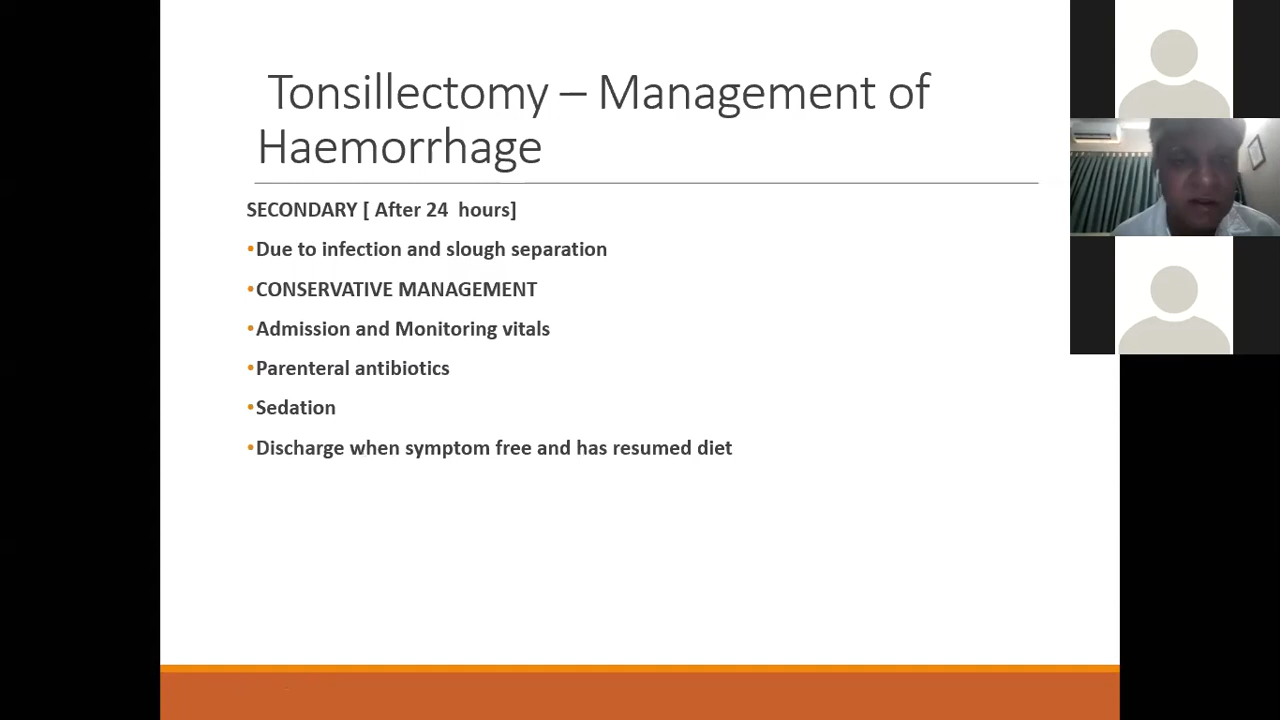 Tonsillectomy – Management of
Haemorrhage
SECONDARY [ After 24 hours]
•Due to infection and slough separation
•CONSERVATIVE MANAGEMENT
•Admission and Monitoring vitals
•Parenteral antibiotics
•Sedation
•Discharge when symptom free and has resumed diet